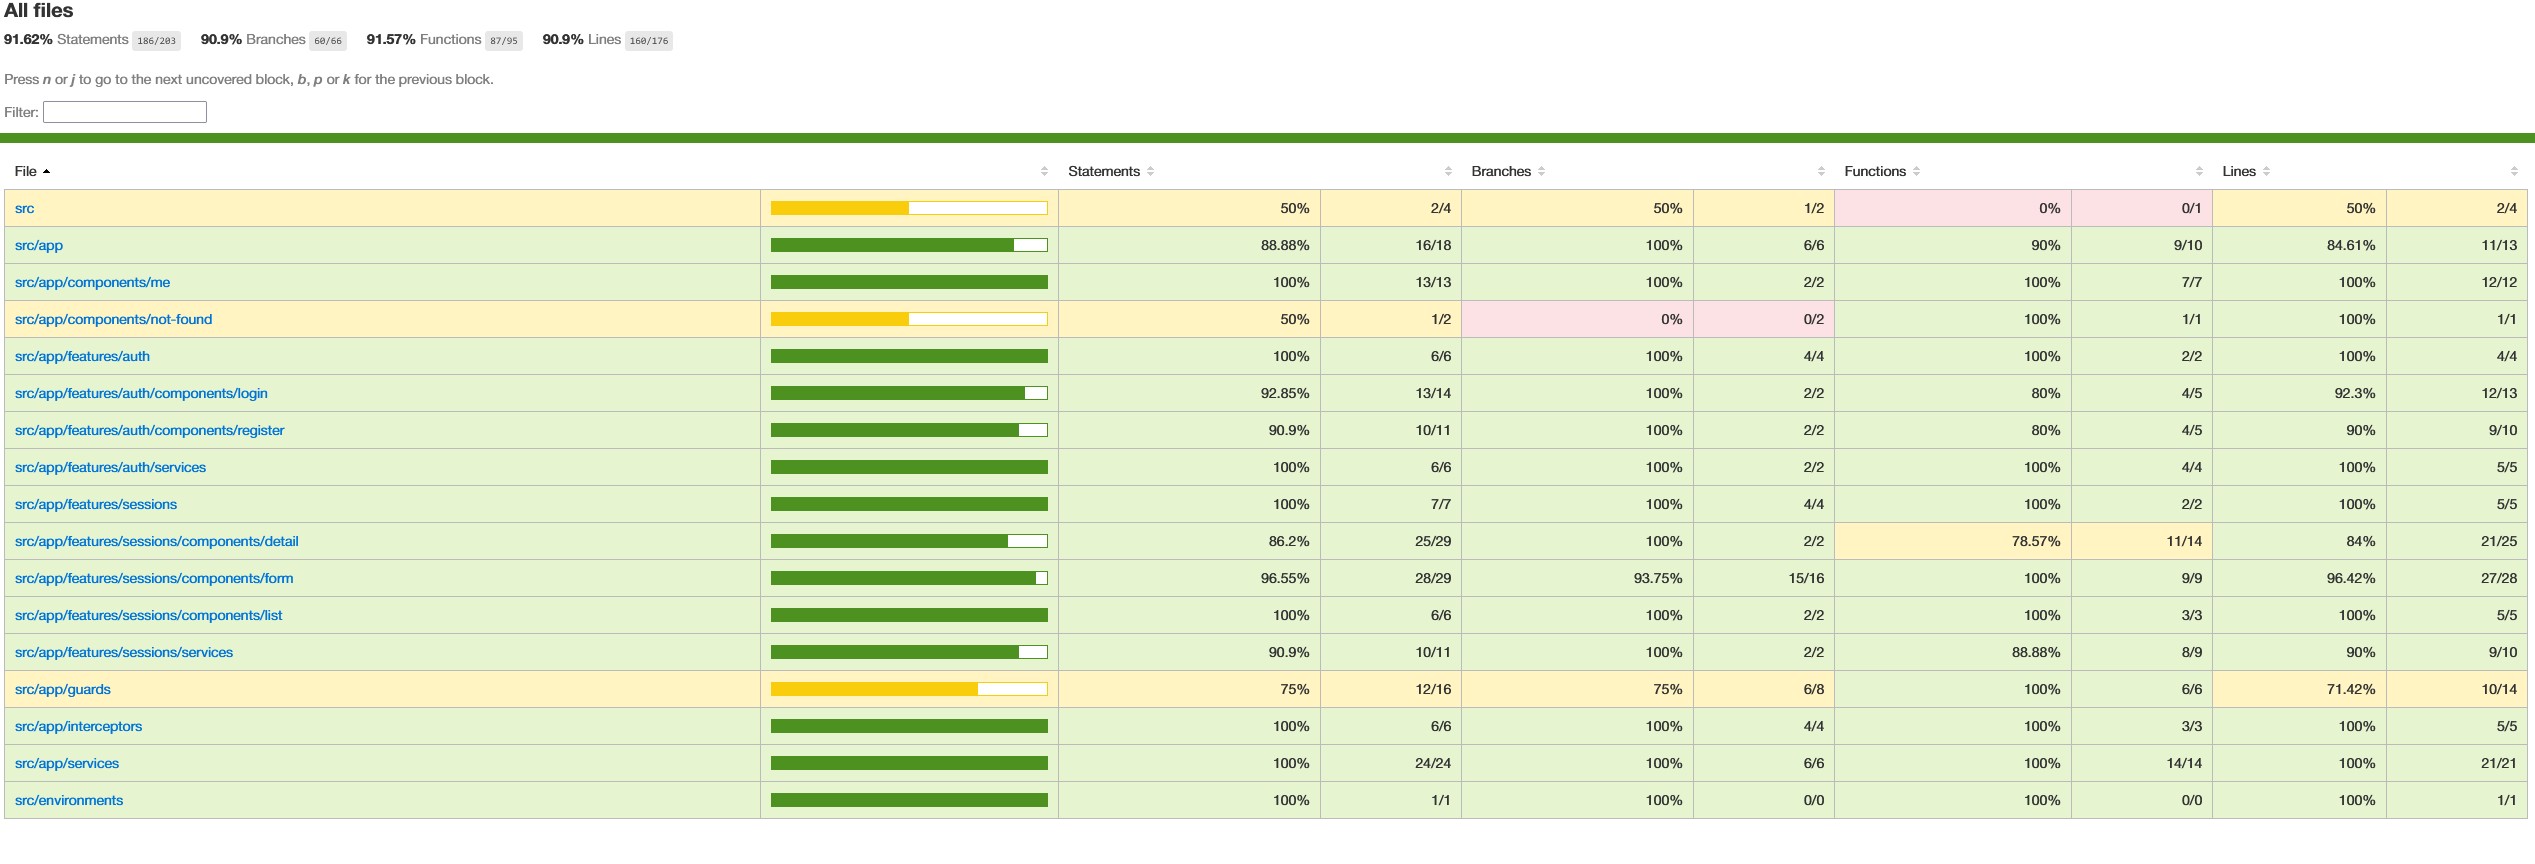 All files
91.62% Statements 186/203 90.9% Branches 60/66 91.57% Functions 87/95 90.9% Lines 160/176
Press n or j to go to the next uncovered block, b, p or k for the previous block.
Filter:
File Statements Branches Functions Lines
src 50% 2/4 50% 1/2 0% 0/1 50% 2/4
src/app 88.88% 16/18 100% 6/6 90% 9/10 84.61% 11/13
src/app/components/me 100% 13/13 100% 2/2 100% 7/7 100% 12/12
src/app/components/not-found 50% 1/2 0% 0/2 100% 1/1 100% 1/1
src/app/features/auth 100% 6/6 100% 4/4 100% 2/2 100% 4/4
src/app/features/auth/components/login 92.85% 13/14 100% 2/2 80% 4/5 92.3% 12/13
src/app/features/auth/components/register 90.9% 10/11 100% 2/2 80% 4/5 90% 9/10
src/app/features/auth/services 100% 6/6 100% 2/2 100% 4/4 100% 5/5
src/app/features/sessions 100% 7/7 100% 4/4 100% 2/2 100% 5/5
src/app/features/sessions/components/detail 86.2% 25/29 100% 2/2 78.57% 11/14 84% 21/25
src/app/features/sessions/components/form 96.55% 28/29 93.75% 15/16 100% 9/9 96.42% 27/28
src/app/features/sessions/components/list 100% 6/6 100% 2/2 100% 3/3 100% 5/5
src/app/features/sessions/services 90.9% 10/11 100% 2/2 88.88% 8/9 90% 9/10
src/app/guards 75% 12/16 75% 6/8 100% 6/6 71.42% 10/14
src/app/interceptors 100% 6/6 100% 4/4 100% 3/3 100% 5/5
src/app/services 100% 24/24 100% 6/6 100% 14/14 100% 21/21
src/environments 100% 1/1 100% 0/0 100% 0/0 100% 1/1